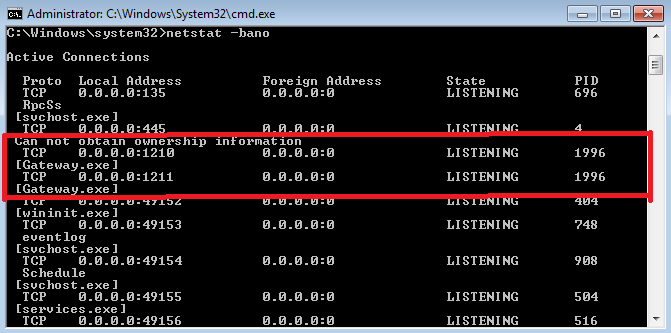 Administrator: C:\Windows\System32\cmd.exe
C:\Windows\system32>netstat -bano
Active Connections
Proto Local Address Foreign Address State PID
TCP 0.0.0.0:135 0.0.0.0:0 LISTENING 696
RpcSs
[svchost.exe]
TCP 0.0.0.0:445 0.0.0.0:0 LISTENING 4
Can not obtain ownership information
TCP 0.0.0.0:1210 0.0.0.0:0 LISTENING 1996
[Gateway.exe]
TCP 0.0.0.0:1211 0.0.0.0:0 LISTENING 1996
[Gateway.exe]
TCP 0.0.0.0:49152 0.0.0.0:0 LISTENING 404
[wininit.exe]
TCP 0.0.0.0:49153 0.0.0.0:0 LISTENING 748
eventlog
[svchost.exe]
TCP 0.0.0.0:49154 0.0.0.0:0 LISTENING 908
Schedule
[svchost.exe]
TCP 0.0.0.0:49155 0.0.0.0:0 LISTENING 504
[services.exe]
TCP 0.0.0.0:49156 0.0.0.0:0 LISTENING 516